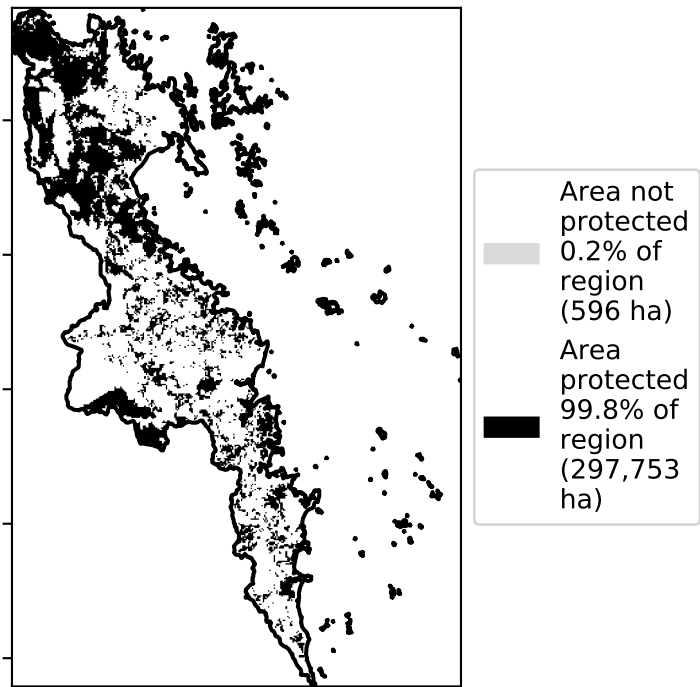 Area not
protected
0.2% of
region
(596 ha)
Area
protected
99.8% of
region
(297,753
ha)